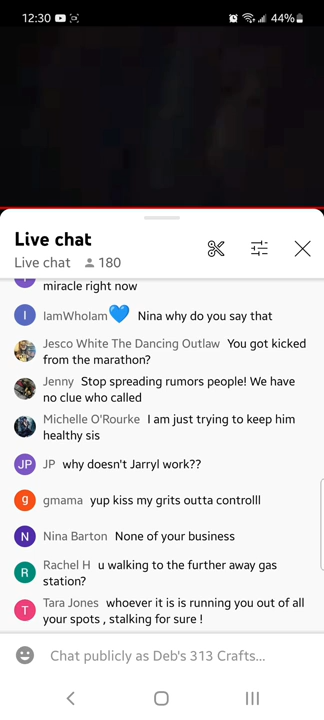 12:30
44%
Live chat
Live chat 180
miracle right now
IamWhoIam💙 Nina why do you say that
Jesco White The Dancing Outlaw You got kicked
from the marathon?
Jenny Stop spreading rumors people! We have
no clue who called
Michelle O'Rourke I am just trying to keep him
healthy sis
JP JP why doesn't Jarryl work??
g gmama yup kiss my grits outta controlll
N Nina Barton None of your business
R Rachel H u walking to the further away gas
station?
T Tara Jones whoever it is is running you out of all
your spots , stalking for sure !
Chat publicly as Deb's 313 Crafts...